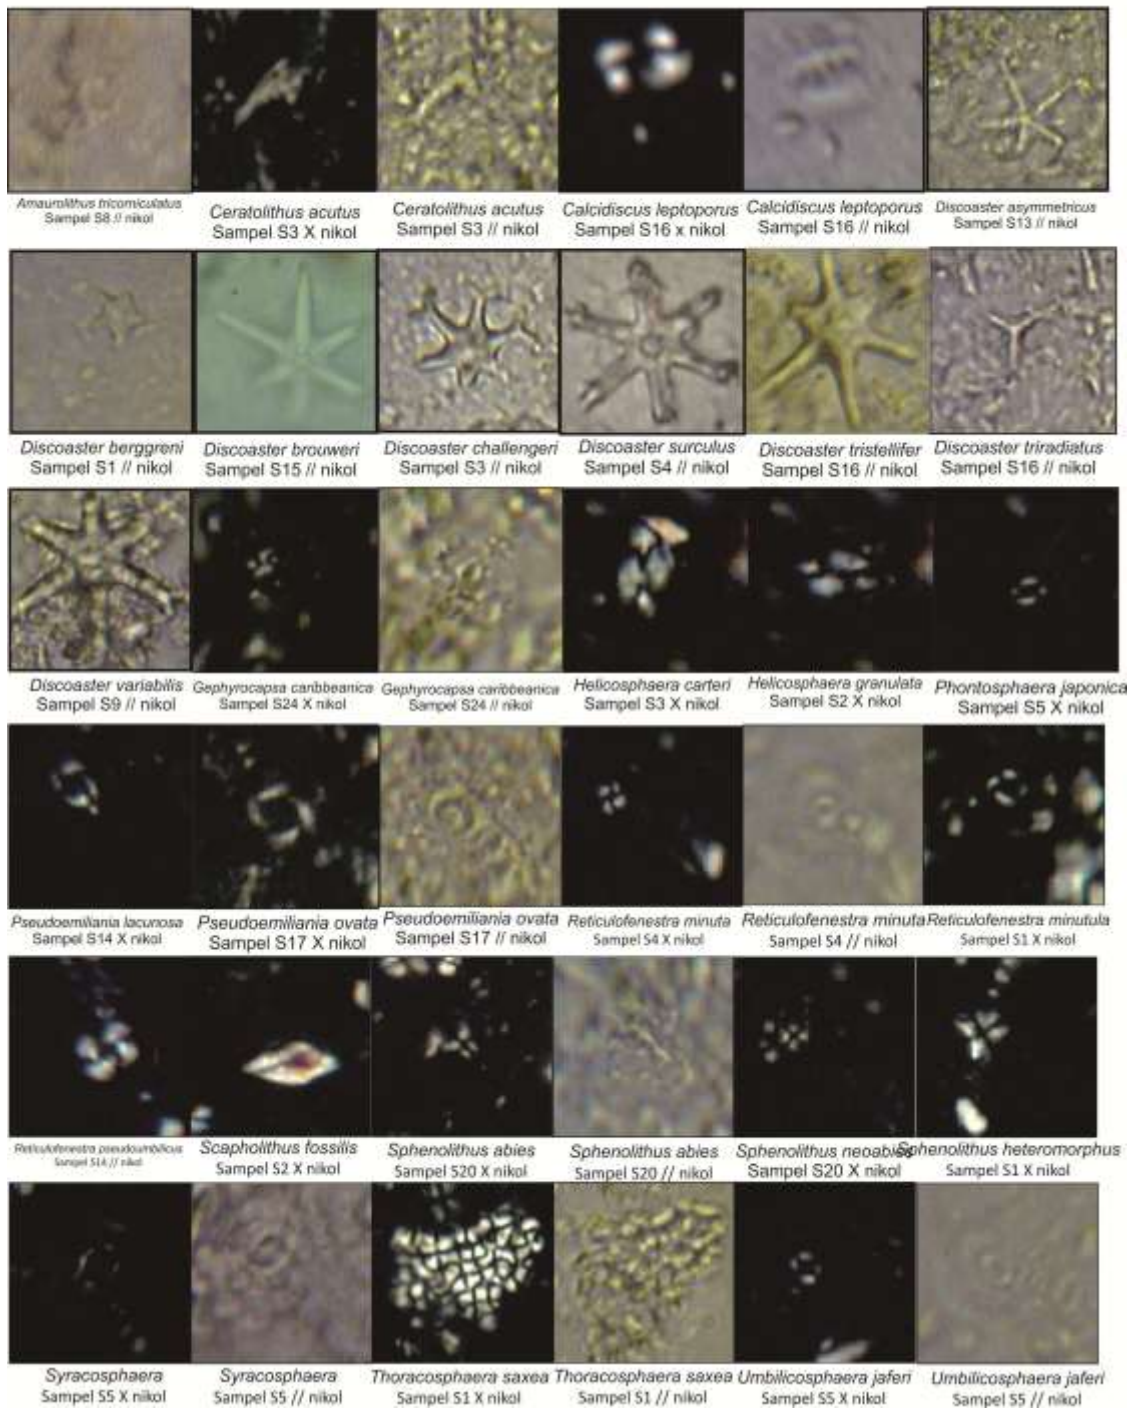 Amaurolithus tricorniculatus
Sampel S8 // nikol
Ceratolithus acutus
Sampel S3 X nikol
Ceratolithus acutus
Sampel S3 // nikol
Calcidiscus leptoporus
Sampel S16 x nikol
Calcidiscus leptoporus
Sampel S16 // nikol
Discoaster asymmetricus
Sampel S13 // nikol
Discoaster berggreni
Sampel S1 // nikol
Discoaster brouweri
Sampel S15 // nikol
Discoaster challengeri
Sampel S3 // nikol
Discoaster surculus
Sampel S4 // nikol
Discoaster tristellifer
Sampel S16 // nikol
Discoaster triradiatus
Sampel S16 // nikol
Discoaster variabilis
Sampel S9 // nikol
Gephyrocapsa caribbeanica
Sampel S24 X nikol
Gephyrocapsa caribbeanica
Sampel S24 // nikol
Helicosphaera carteri
Sampel S3 X nikol
Helicosphaera granulata
Sampel S2 X nikol
Phontosphaera japonica
Sampel S5 X nikol
Pseudoemiliania lacunosa
Sampel S14 X nikol
Pseudoemiliania ovata
Sampel S17 X nikol
Pseudoemiliania ovata
Sampel S17 // nikol
Reticulofenestra minuta
Sampel S4 X nikol
Reticulofenestra minuta
Sampel S4 // nikol
Reticulofenestra minutula
Sampel S1 X nikol
Reticulofenestra pseudoumbilicus
Sampel S14 // nikol
Scapholithus fossilis
Sampel S2 X nikol
Sphenolithus abies
Sampel S20 X nikol
Sphenolithus abies
Sampel S20 // nikol
Sphenolithus neoabies
Sampel S20 X nikol
Sphenolithus heteromorphus
Sampel S1 X nikol
Syracosphaera
Sampel S5 X nikol
Syracosphaera
Sampel S5 // nikol
Thoracosphaera saxea
Sampel S1 X nikol
Thoracosphaera saxea
Sampel S1 // nikol
Umbilicosphaera jaferi
Sampel S5 X nikol
Umbilicosphaera jaferi
Sampel S5 // nikol